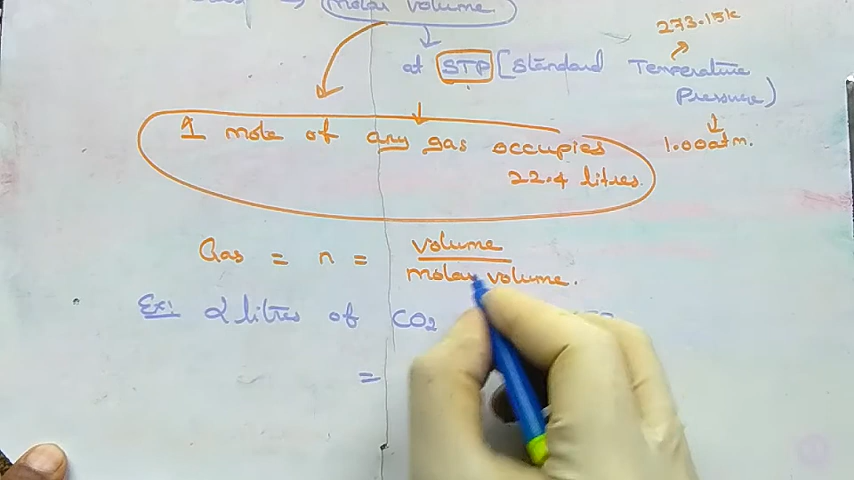 molar volume
273.15k
at STP [Standard Temperature
Pressure)
1.00atm.
1 mole of any gas occupies
22.4 litres.
Gas = n = volume
molar volume.
Ex: 2 litres of CO2
=